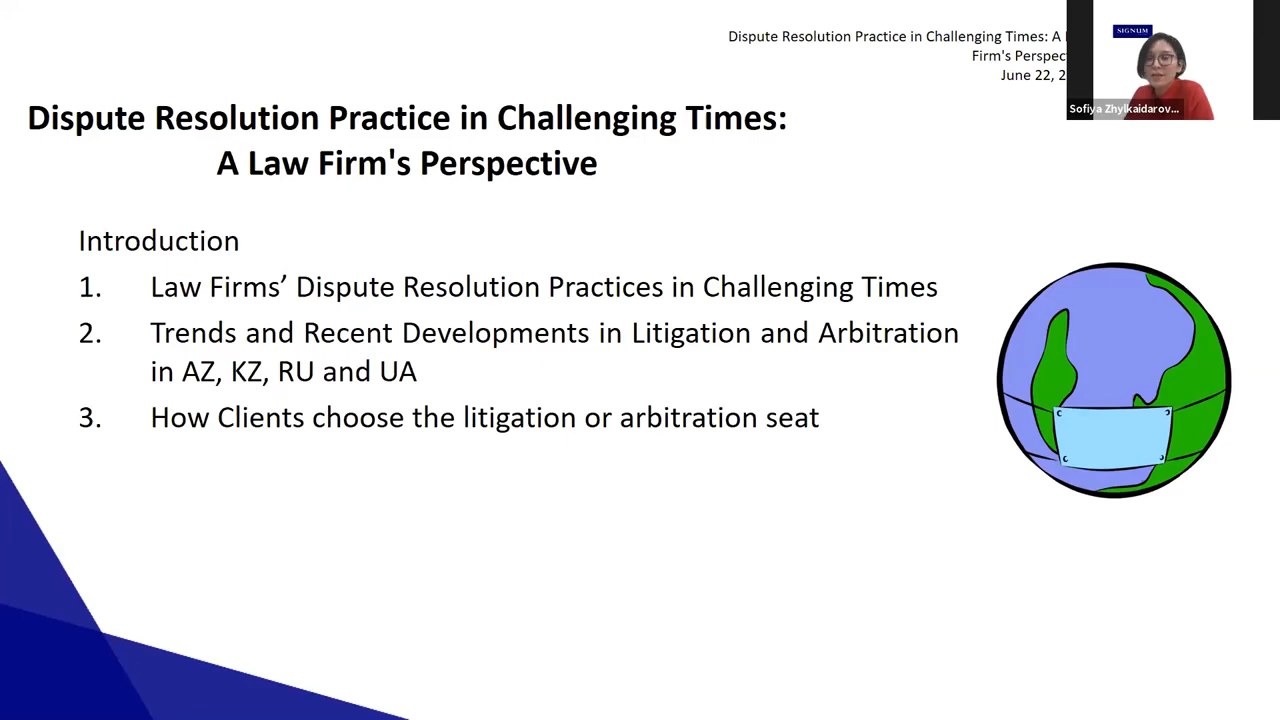 Dispute Resolution Practice in Challenging Times: A
Firm's
June 22,
SIGNUM
Sofiya Zhylkaidarov...
Dispute Resolution Practice in Challenging Times:
A Law Firm's Perspective
Introduction
1. Law Firms’ Dispute Resolution Practices in Challenging Times
2. Trends and Recent Developments in Litigation and Arbitration
in AZ, KZ, RU and UA
3. How Clients choose the litigation or arbitration seat